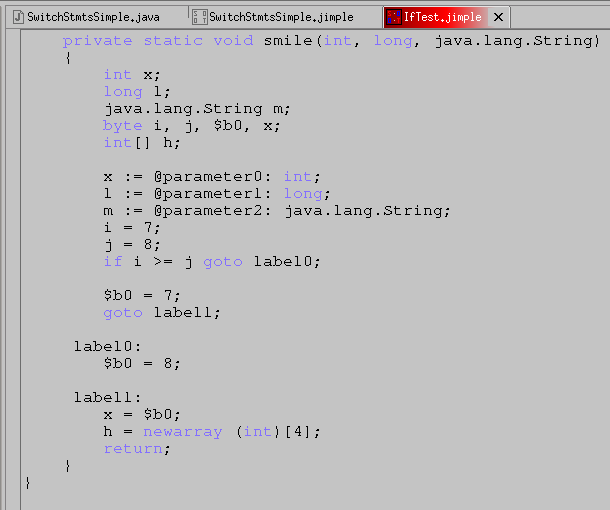 SwitchStmtsSimple.java SwitchStmtsSimple.jimple IfTest.jimple
private static void smile(int, long, java.lang.String)
{
int x;
long l;
java.lang.String m;
byte i, j, $b0, x;
int[] h;
x := @parameter0: int;
l := @parameter1: long;
m := @parameter2: java.lang.String;
i = 7;
j = 8;
if i >= j goto label0;
$b0 = 7;
goto label1;
label0:
$b0 = 8;
label1:
x = $b0;
h = newarray (int)[4];
return;
}
}